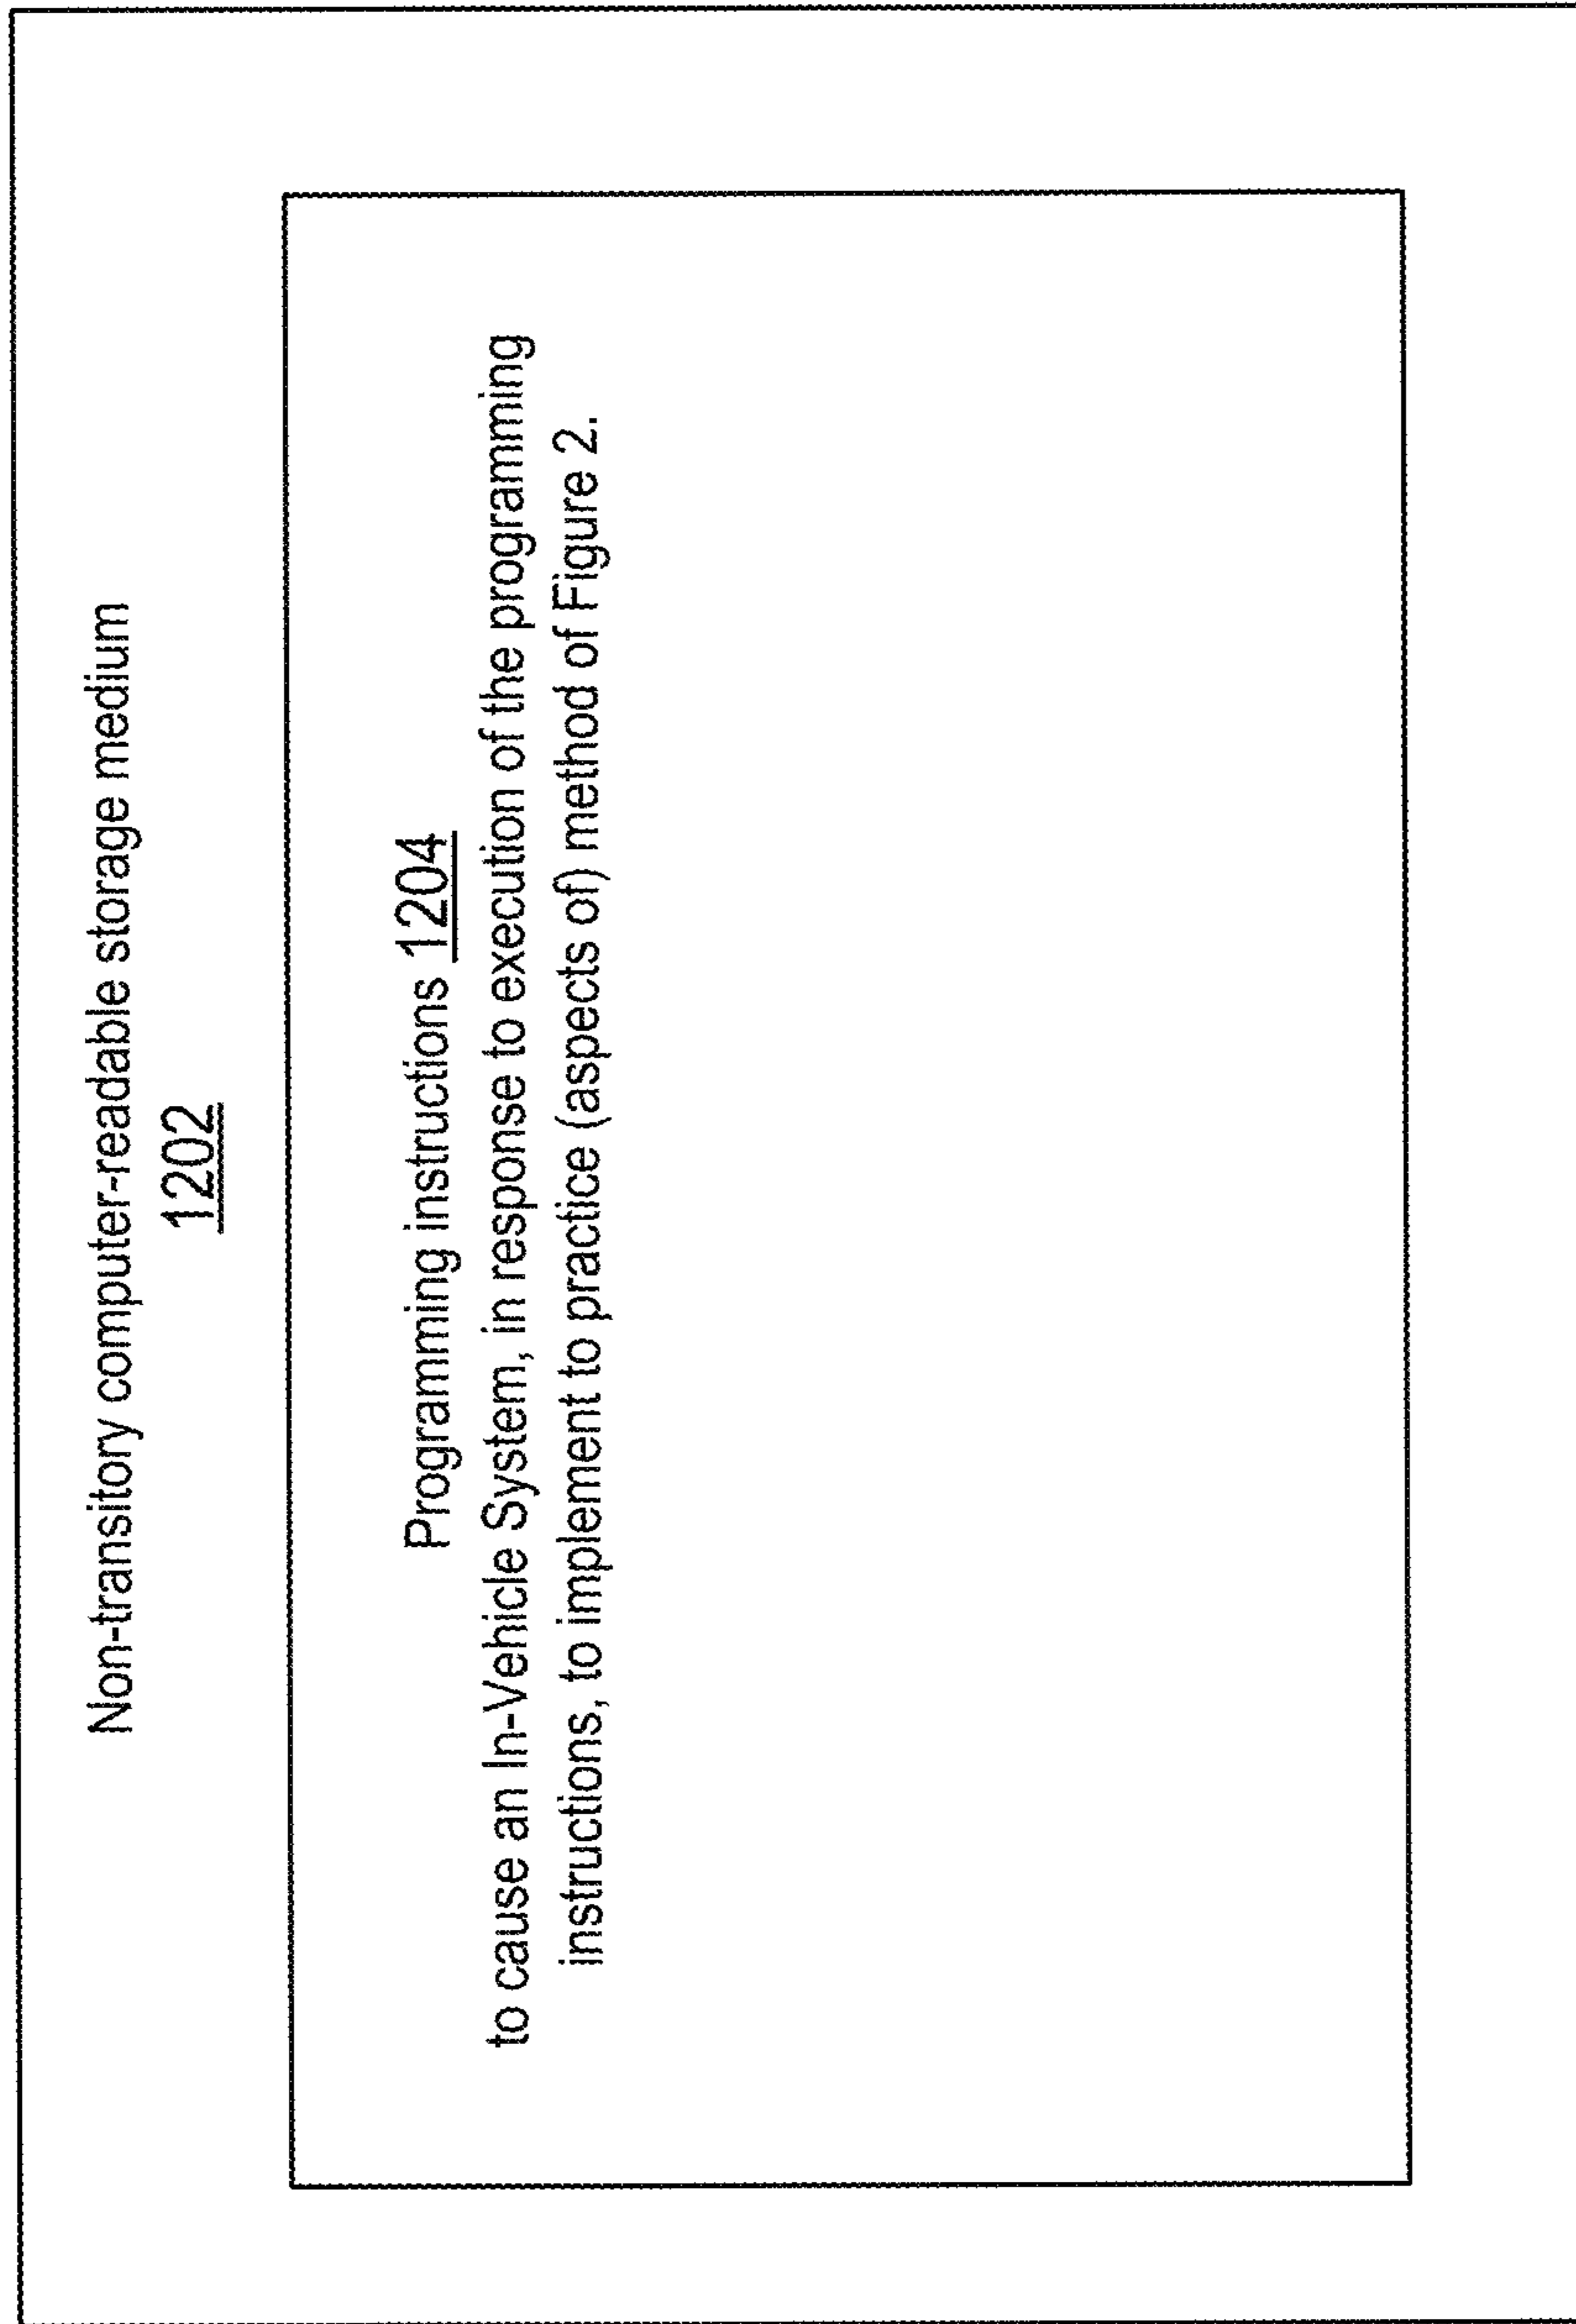 Non-transitory computer-readable storage medium
1202
Programming instructions 1204
to cause an In-Vehicle System, in response to execution of the programming
instructions, to implement to practice (aspects of) method of Figure 2.